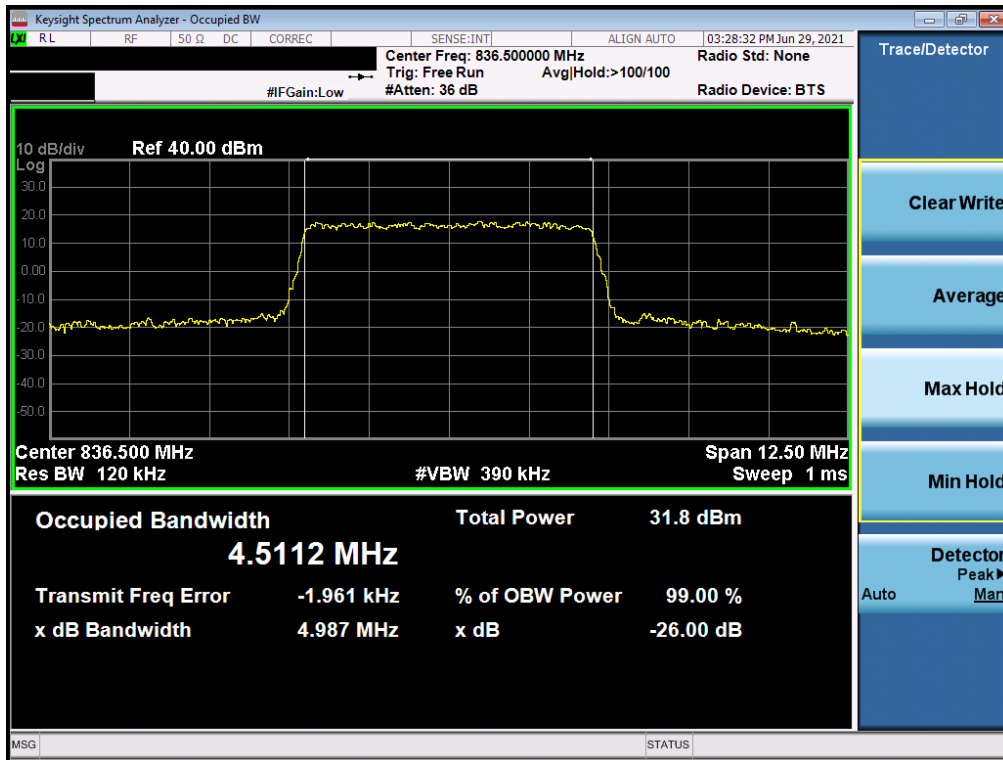 Keysight Spectrum Analyzer - Occupied BW
LXI RL RF 50 Ω DC CORREC SENSE:INT ALIGN AUTO 03:28:32 PM Jun 29, 2021
Center Freq: 836.500000 MHz Radio Std: None
Trig: Free Run Avg|Hold:>100/100
#IFGain:Low #Atten: 36 dB Radio Device: BTS
10 dB/div Ref 40.00 dBm
Log
30.0
20.0
10.0
0.00
-10.0
-20.0
-30.0
-40.0
-50.0
Center 836.500 MHz Span 12.50 MHz
Res BW 120 kHz #VBW 390 kHz Sweep 1 ms
Occupied Bandwidth Total Power 31.8 dBm
4.5112 MHz
Transmit Freq Error -1.961 kHz % of OBW Power 99.00 %
x dB Bandwidth 4.987 MHz x dB -26.00 dB
MSG STATUS
Trace/Detector
Clear Write
Average
Max Hold
Min Hold
Detector
Peak▶
Auto Man